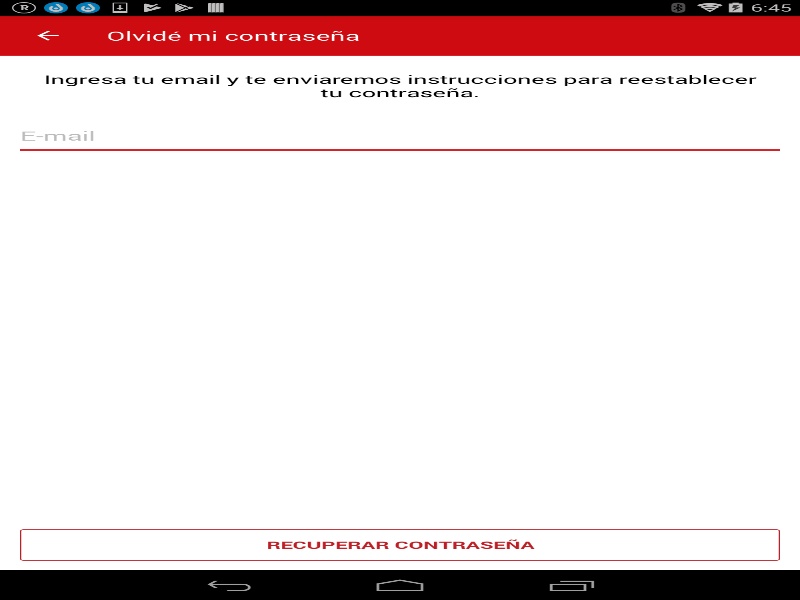 6:45
Olvidé mi contraseña
Ingresa tu email y te enviaremos instrucciones para reestablecer
tu contraseña.
E-mail
RECUPERAR CONTRASEÑA